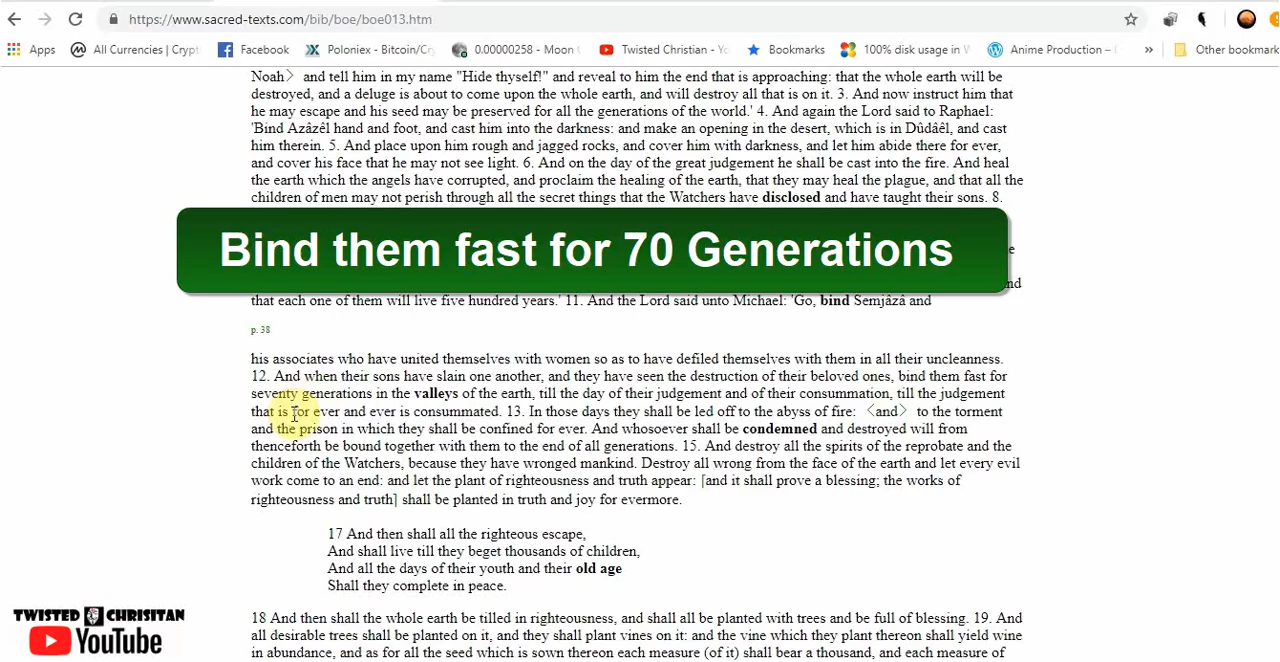 https://www.sacred-texts.com/bib/boe/boe013.htm
Apps All Currencies | Crypt Facebook Poloniex - Bitcoin/Cry 0.00000258 - Moon Twisted Christian - Yo Bookmarks 100% disk usage in W Anime Production – » Other bookmark
Noah〉 and tell him in my name "Hide thyself!" and reveal to him the end that is approaching: that the whole earth will be
destroyed, and a deluge is about to come upon the whole earth, and will destroy all that is on it. 3. And now instruct him that
he may escape and his seed may be preserved for all the generations of the world.' 4. And again the Lord said to Raphael:
'Bind Azâzêl hand and foot, and cast him into the darkness: and make an opening in the desert, which is in Dûdâêl, and cast
him therein. 5. And place upon him rough and jagged rocks, and cover him with darkness, and let him abide there for ever,
and cover his face that he may not see light. 6. And on the day of the great judgement he shall be cast into the fire. And heal
the earth which the angels have corrupted, and proclaim the healing of the earth, that they may heal the plague, and that all the
children of men may not perish through all the secret things that the Watchers have disclosed and have taught their sons. 8.
Bind them fast for 70 Generations
that each one of them will live five hundred years.' 11. And the Lord said unto Michael: 'Go, bind Semjâzâ and
p. 38
his associates who have united themselves with women so as to have defiled themselves with them in all their uncleanness.
12. And when their sons have slain one another, and they have seen the destruction of their beloved ones, bind them fast for
seventy generations in the valleys of the earth, till the day of their judgement and of their consummation, till the judgement
that is for ever and ever is consummated. 13. In those days they shall be led off to the abyss of fire: 〈and〉 to the torment
and the prison in which they shall be confined for ever. And whosoever shall be condemned and destroyed will from
thenceforth be bound together with them to the end of all generations. 15. And destroy all the spirits of the reprobate and the
children of the Watchers, because they have wronged mankind. Destroy all wrong from the face of the earth and let every evil
work come to an end: and let the plant of righteousness and truth appear: ⌈and it shall prove a blessing; the works of
righteousness and truth⌉ shall be planted in truth and joy for evermore.
17 And then shall all the righteous escape,
And shall live till they beget thousands of children,
And all the days of their youth and their old age
Shall they complete in peace.
18 And then shall the whole earth be tilled in righteousness, and shall all be planted with trees and be full of blessing. 19. And
all desirable trees shall be planted on it, and they shall plant vines on it: and the vine which they plant thereon shall yield wine
in abundance, and as for all the seed which is sown thereon each measure (of it) shall bear a thousand, and each measure of
TWISTED CHRISITAN
YouTube